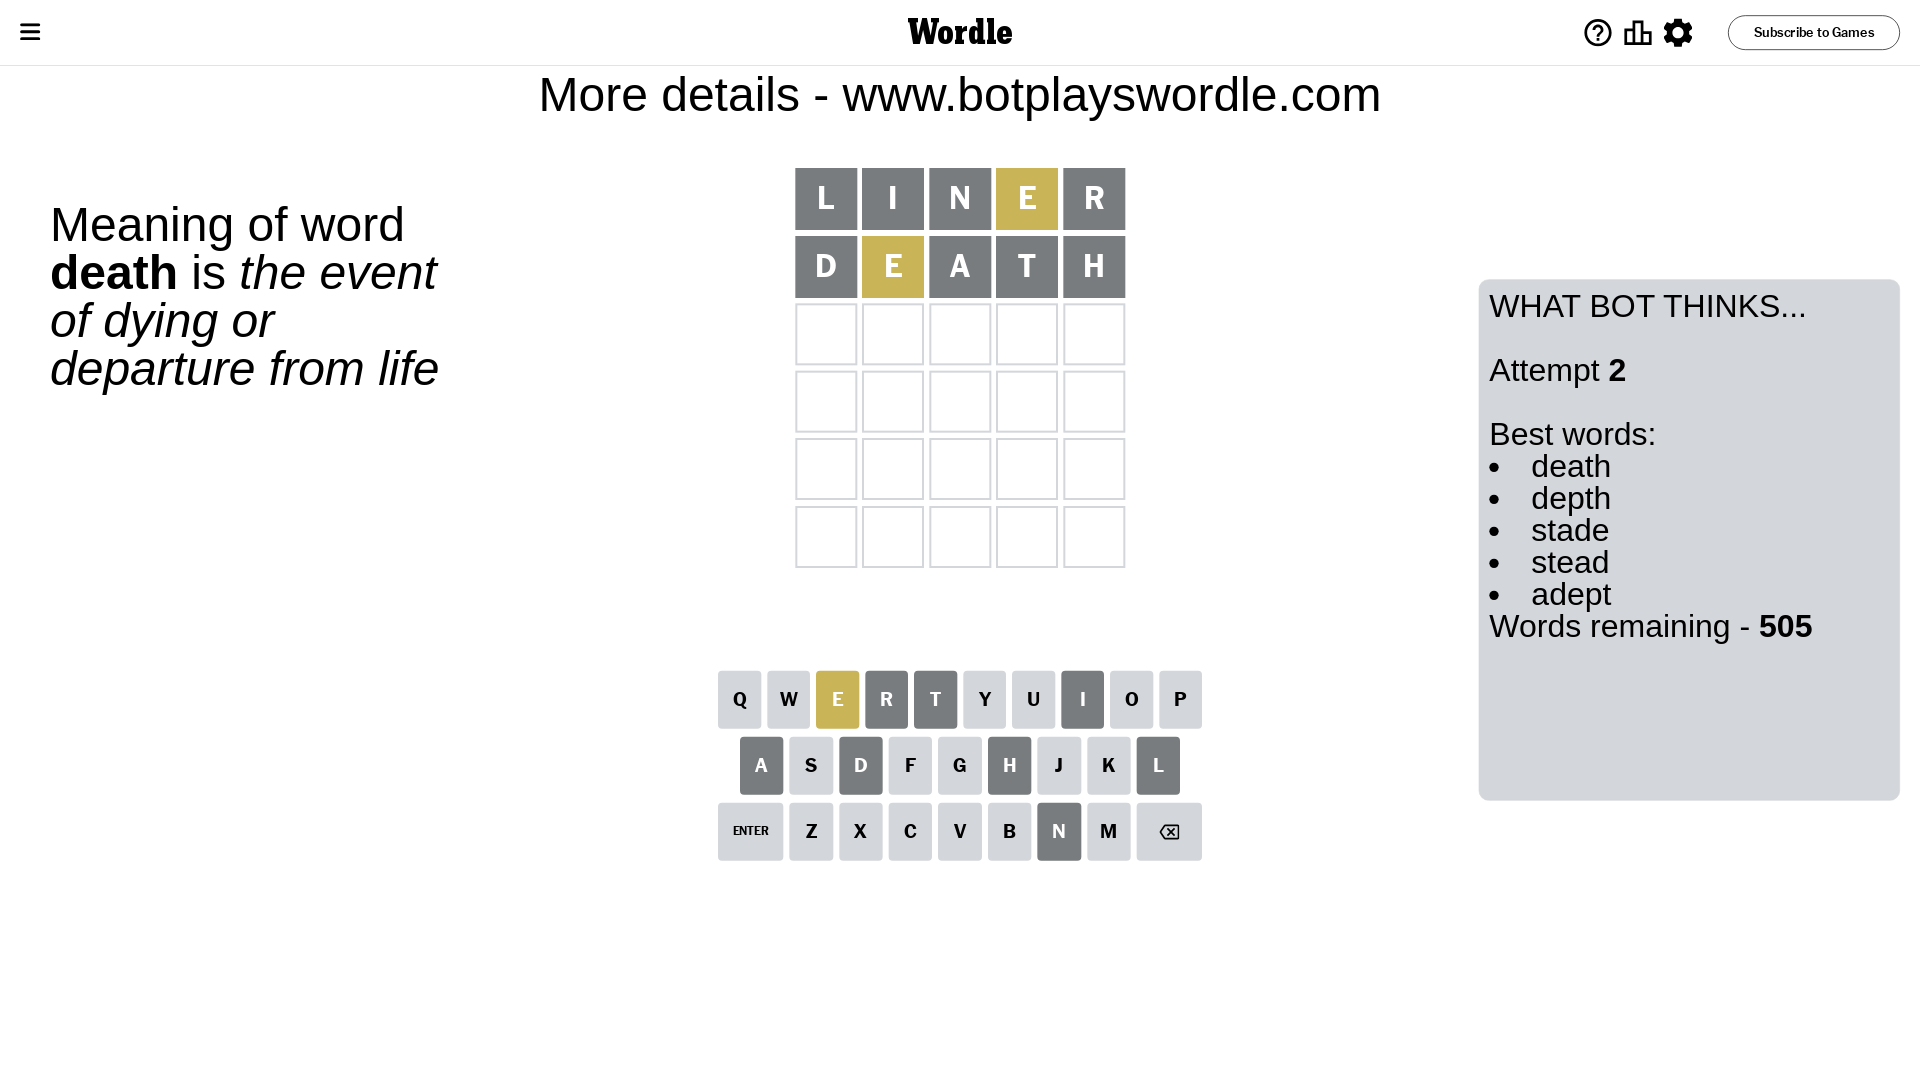 Wordle
Subscribe to Games
More details - www.botplayswordle.com
Meaning of word
death is the event
of dying or
departure from life
L I N E R
D E A T H
WHAT BOT THINKS...
Attempt 2
Best words:
• death
• depth
• stade
• stead
• adept
Words remaining - 505
Q W E R T Y U I O P
A S D F G H J K L
ENTER Z X C V B N M